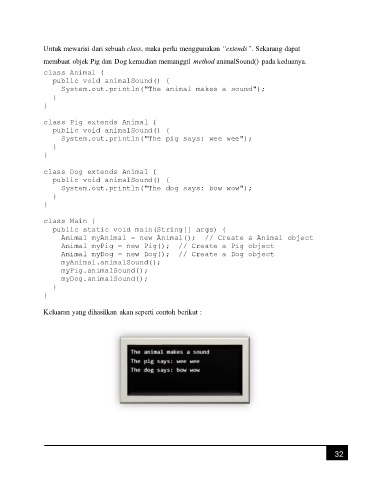 Untuk mewarisi dari sebuah class, maka perlu menggunakan "extends". Sekarang dapat
membuat objek Pig dan Dog kemudian memanggil method animalSound() pada keduanya.
class Animal {
public void animalSound() {
System.out.println("The animal makes a sound");
}
}
class Pig extends Animal {
public void animalSound() {
System.out.println("The pig says: wee wee");
}
}
class Dog extends Animal {
public void animalSound() {
System.out.println("The dog says: bow wow");
}
}
class Main {
public static void main(String[] args) {
Animal myAnimal = new Animal();  // Create a Animal object
Animal myPig = new Pig();  // Create a Pig object
Animal myDog = new Dog();  // Create a Dog object
myAnimal.animalSound();
myPig.animalSound();
myDog.animalSound();
}
}
Keluaran yang dihasilkan akan seperti contoh berikut :
The animal makes a sound
The pig says: wee wee
The dog says: bow wow
32